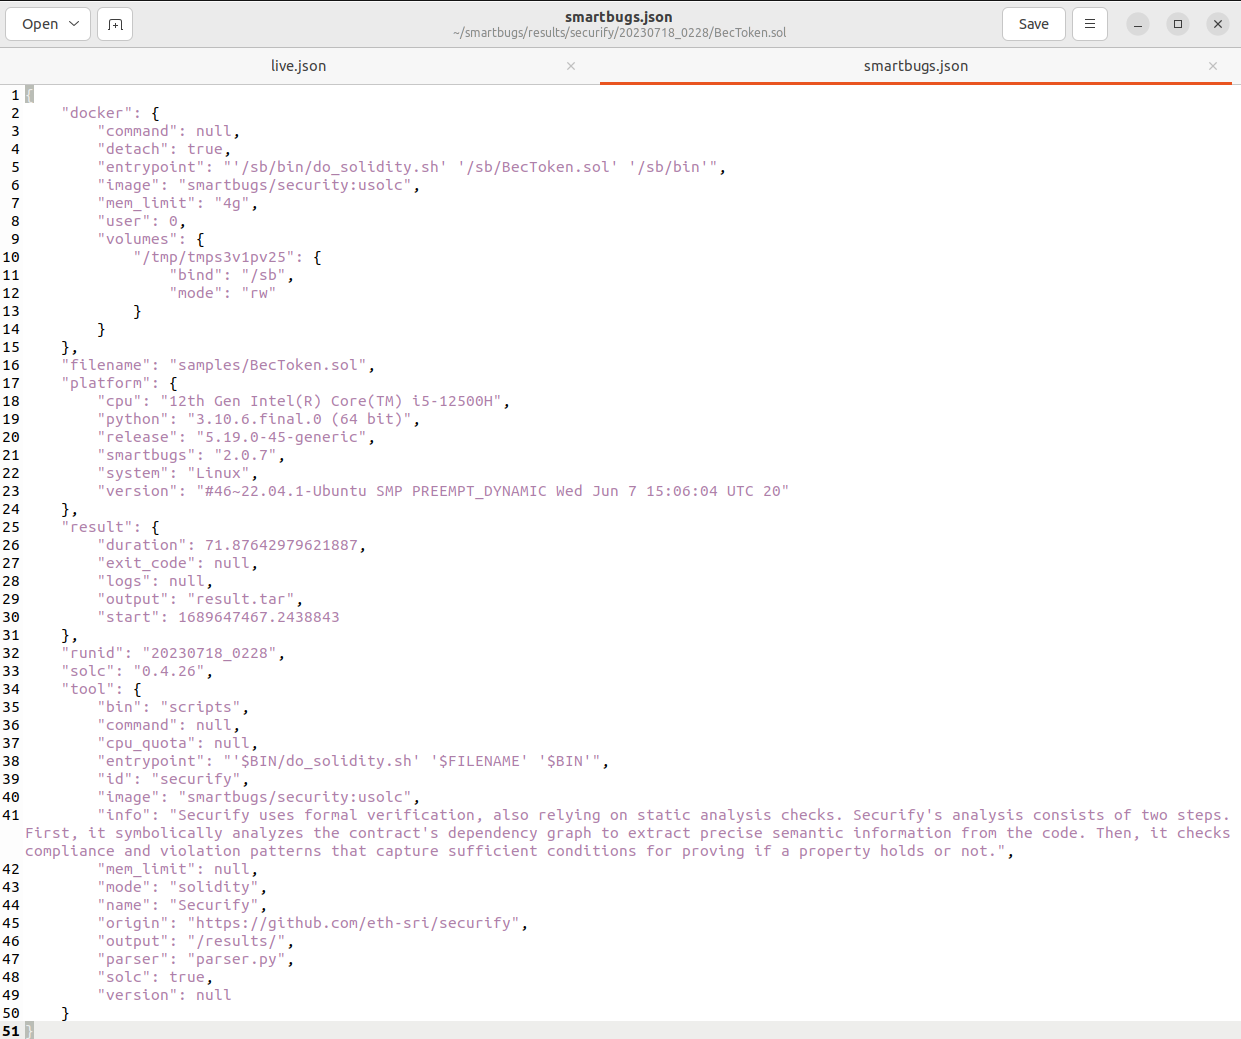 Open
smartbugs.json
~/smartbugs/results/securify/20230718_0228/BecToken.sol
Save
live.json
smartbugs.json
1 {
2     "docker": {
3         "command": null,
4         "detach": true,
5         "entrypoint": "'/sb/bin/do_solidity.sh' '/sb/BecToken.sol' '/sb/bin'",
6         "image": "smartbugs/security:usolc",
7         "mem_limit": "4g",
8         "user": 0,
9         "volumes": {
10             "/tmp/tmps3v1pv25": {
11                 "bind": "/sb",
12                 "mode": "rw"
13             }
14         }
15     },
16     "filename": "samples/BecToken.sol",
17     "platform": {
18         "cpu": "12th Gen Intel(R) Core(TM) i5-12500H",
19         "python": "3.10.6.final.0 (64 bit)",
20         "release": "5.19.0-45-generic",
21         "smartbugs": "2.0.7",
22         "system": "Linux",
23         "version": "#46~22.04.1-Ubuntu SMP PREEMPT_DYNAMIC Wed Jun 7 15:06:04 UTC 20"
24     },
25     "result": {
26         "duration": 71.87642979621887,
27         "exit_code": null,
28         "logs": null,
29         "output": "result.tar",
30         "start": 1689647467.2438843
31     },
32     "runid": "20230718_0228",
33     "solc": "0.4.26",
34     "tool": {
35         "bin": "scripts",
36         "command": null,
37         "cpu_quota": null,
38         "entrypoint": "'$BIN/do_solidity.sh' '$FILENAME' '$BIN'",
39         "id": "securify",
40         "image": "smartbugs/security:usolc",
41         "info": "Securify uses formal verification, also relying on static analysis checks. Securify's analysis consists of two steps.
First, it symbolically analyzes the contract's dependency graph to extract precise semantic information from the code. Then, it checks
compliance and violation patterns that capture sufficient conditions for proving if a property holds or not.",
42         "mem_limit": null,
43         "mode": "solidity",
44         "name": "Securify",
45         "origin": "https://github.com/eth-sri/securify",
46         "output": "/results/",
47         "parser": "parser.py",
48         "solc": true,
49         "version": null
50     }
51 }